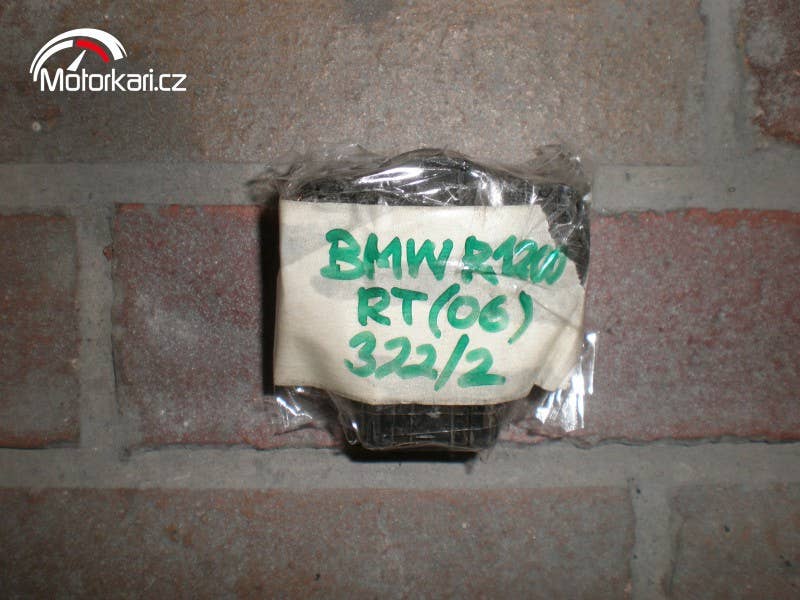 Motorkari.cz
BMW R1200
RT(06)
322/2